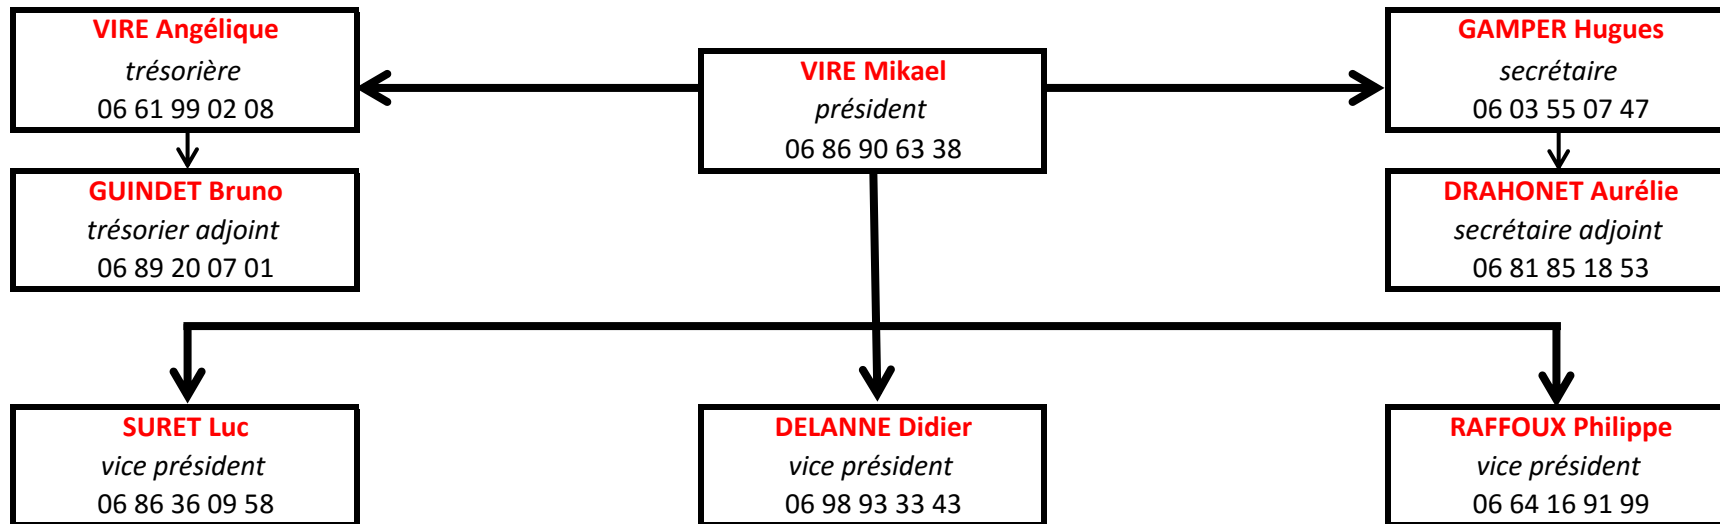 VIRE Angélique
trésorière
06 61 99 02 08
VIRE Mikael
président
06 86 90 63 38
GAMPER Hugues
secrétaire
06 03 55 07 47
GUINDET Bruno
trésorier adjoint
06 89 20 07 01
DRAHONET Aurélie
secrétaire adjoint
06 81 85 18 53
SURET Luc
vice président
06 86 36 09 58
DELANNE Didier
vice président
06 98 93 33 43
RAFFOUX Philippe
vice président
06 64 16 91 99